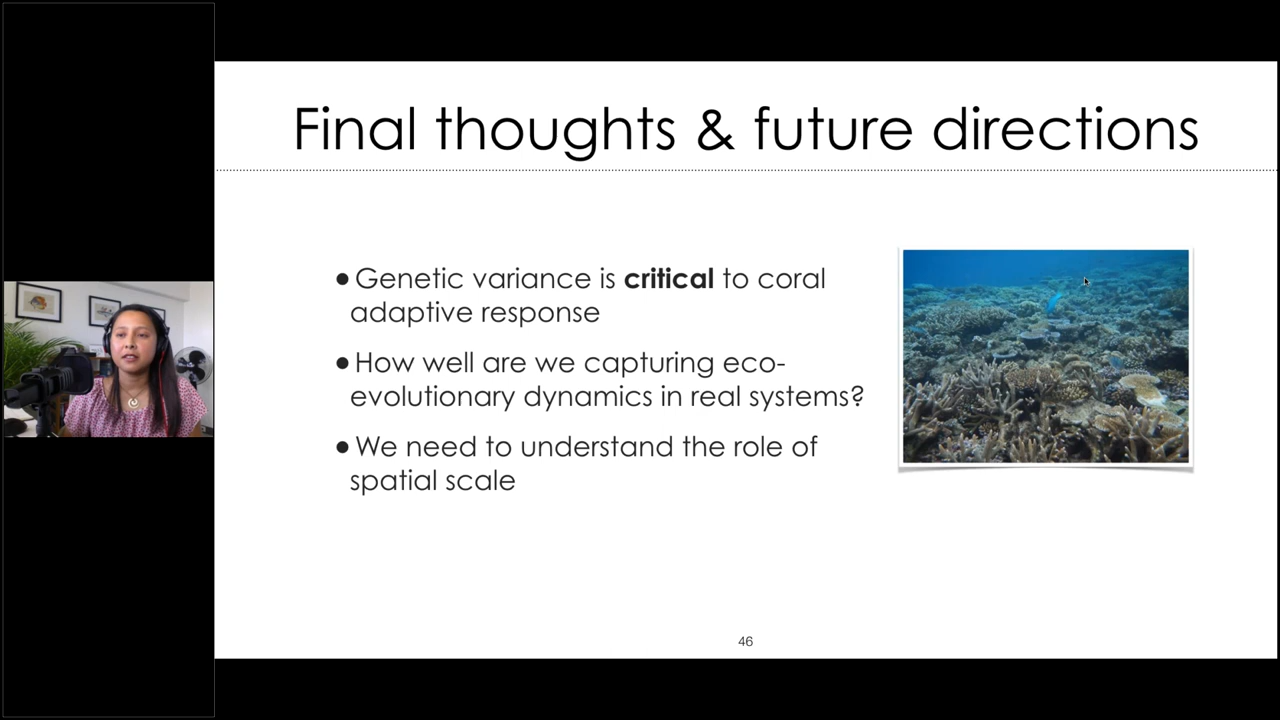 Final thoughts & future directions
●Genetic variance is critical to coral
adaptive response
●How well are we capturing eco-
evolutionary dynamics in real systems?
●We need to understand the role of
spatial scale
46